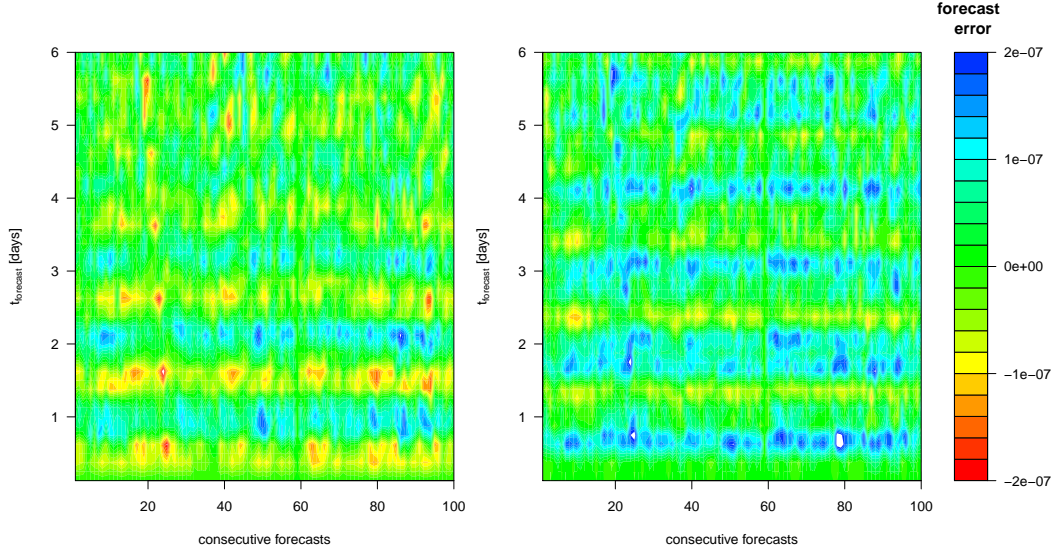 forecast
error
6
5
4
3
2
1
t_forecast [days]
20
40
60
80
100
consecutive forecasts
6
5
4
3
2
1
t_forecast [days]
20
40
60
80
100
consecutive forecasts
2e−07
1e−07
0e+00
−1e−07
−2e−07